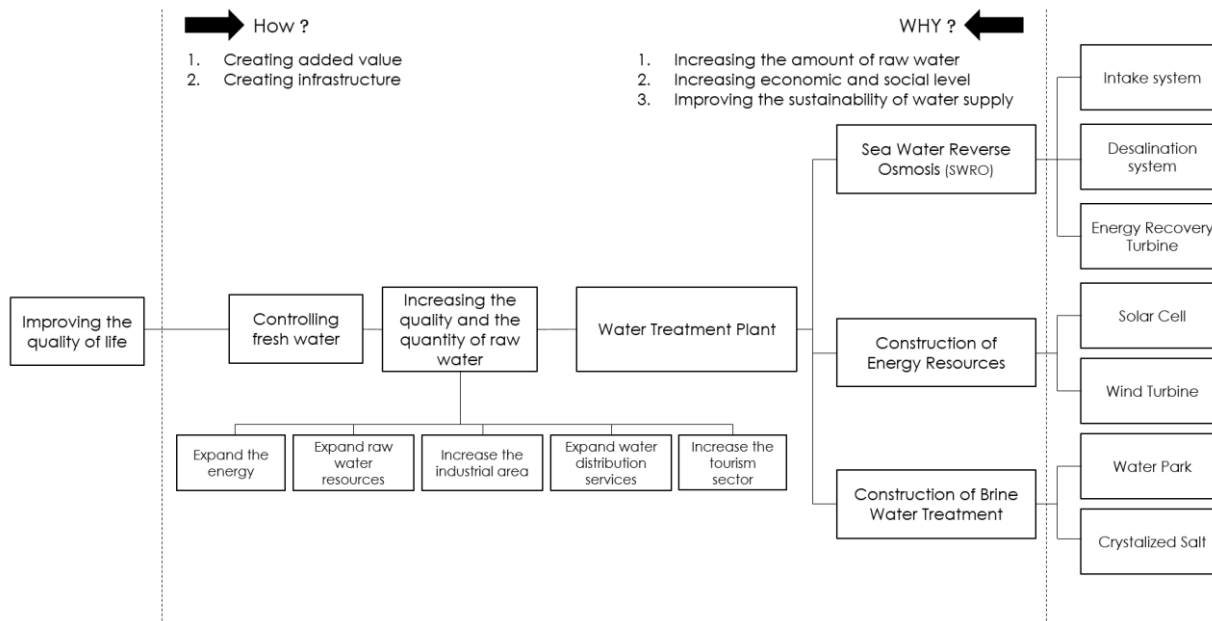 How ?
1. Creating added value
2. Creating infrastructure
WHY ?
1. Increasing the amount of raw water
2. Increasing economic and social level
3. Improving the sustainability of water supply
Improving the
quality of life
Controlling
fresh water
Increasing the
quality and the
quantity of raw
water
Water Treatment Plant
Expand the
energy
Expand raw
water
resources
Increase the
industrial area
Expand water
distribution
services
Increase the
tourism
sector
Sea Water Reverse
Osmosis (SWRO)
Construction of
Energy Resources
Construction of Brine
Water Treatment
Intake system
Desalination
system
Energy Recovery
Turbine
Solar Cell
Wind Turbine
Water Park
Crystalized Salt